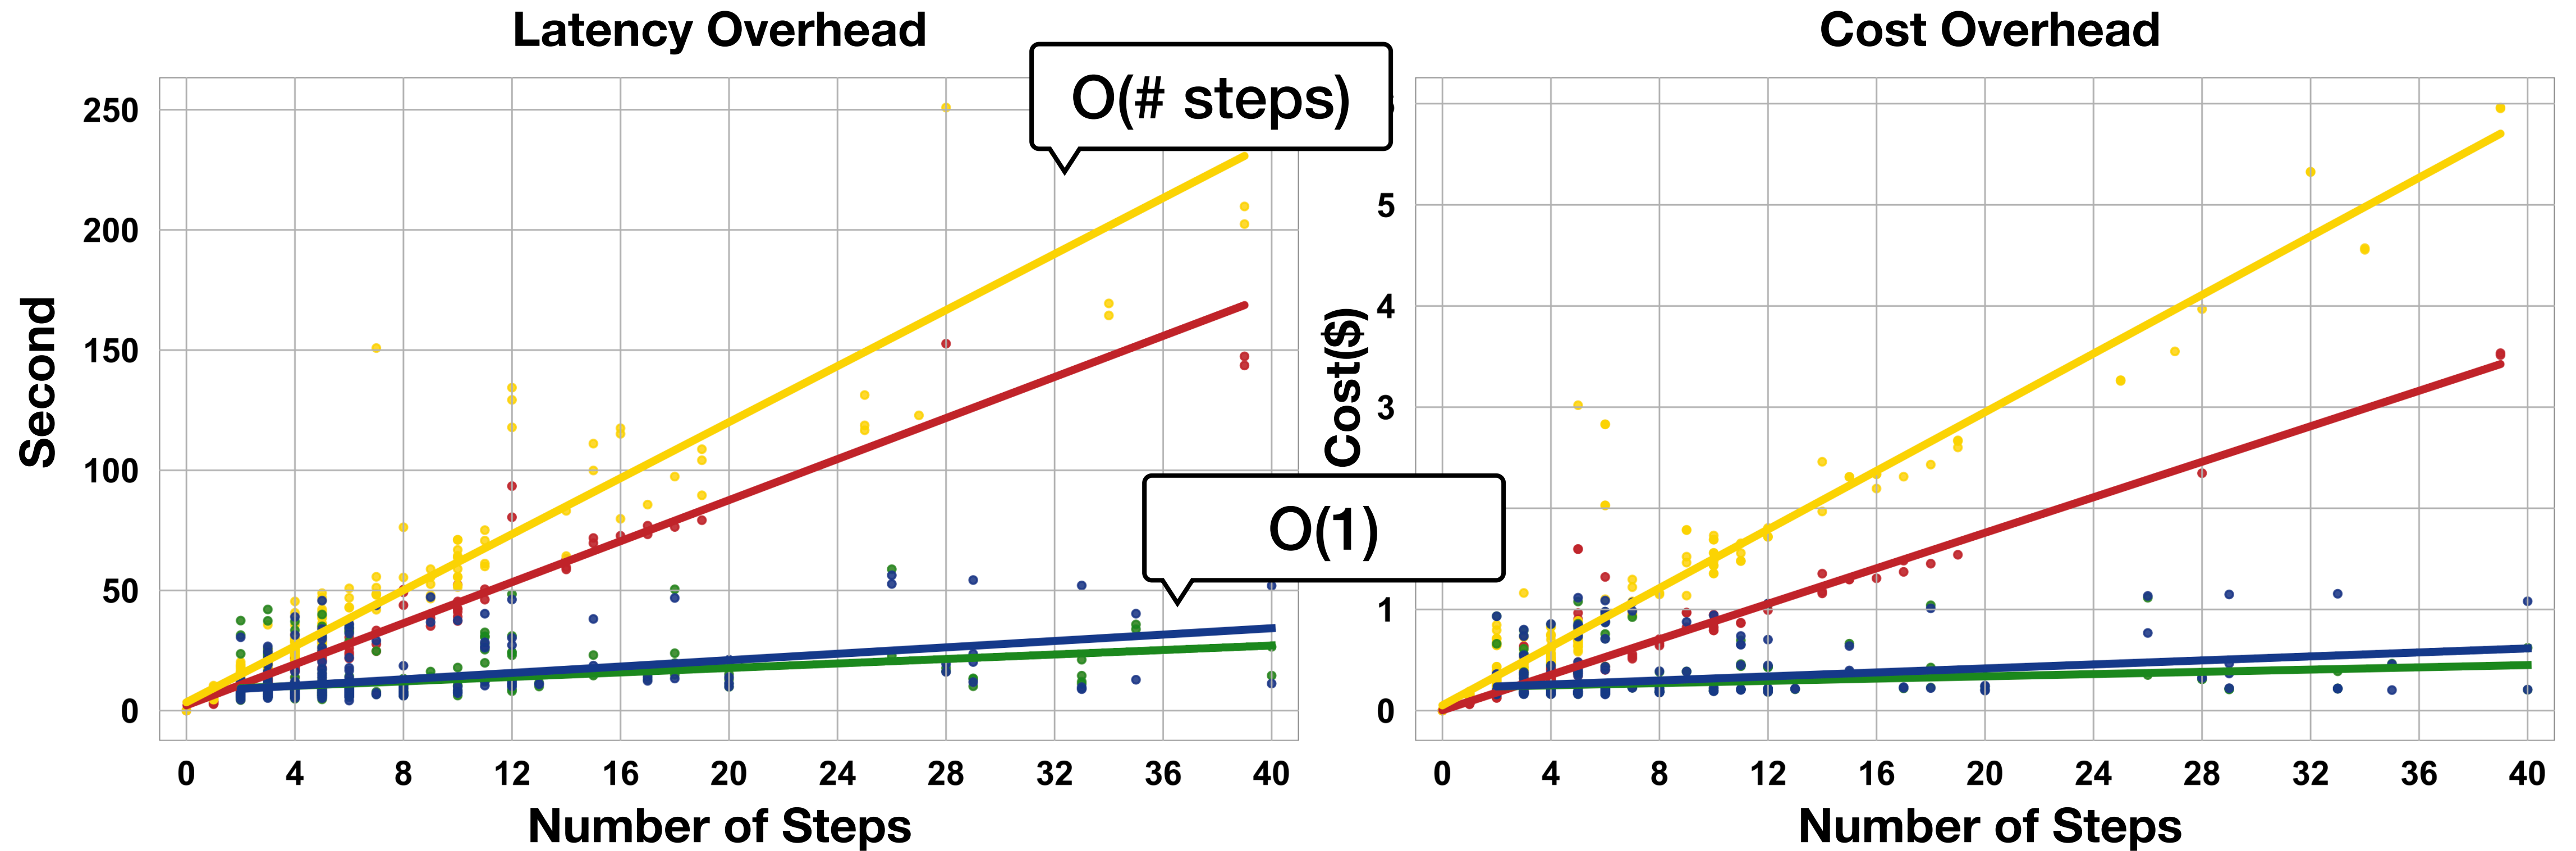 Latency Overhead
Cost Overhead
O(# steps)
250
200
150
100
50
0
Second
0 4 8 12 16 20 24 28 32 36 40
Number of Steps
O(1)
5
4
3
1
0
Cost($)
0 4 8 12 16 20 24 28 32 36 40
Number of Steps